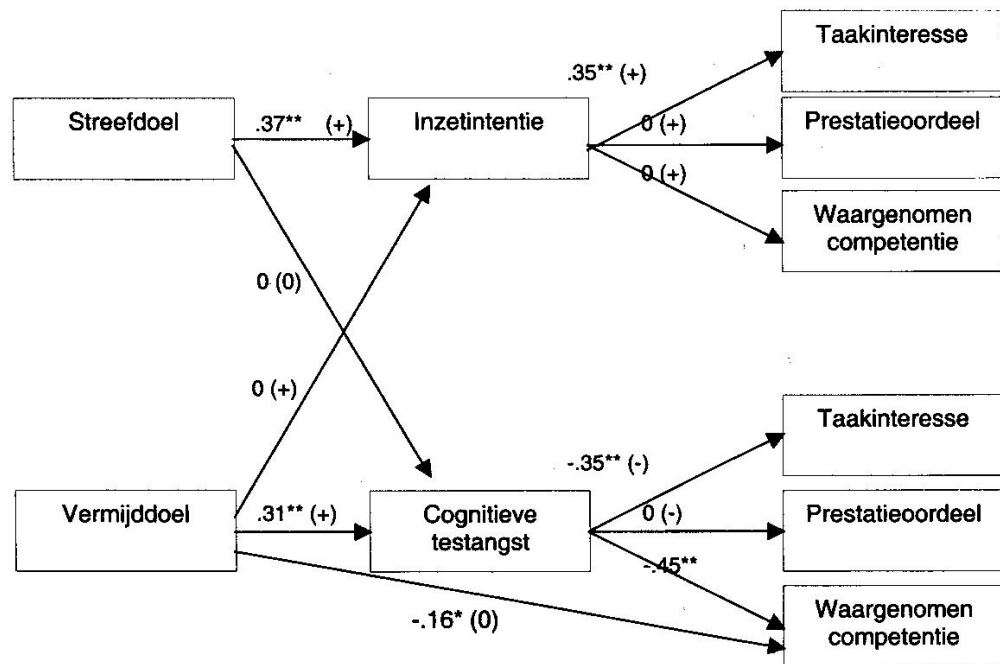 Taakinteresse
.35** (+)
Streefdoel
.37** (+)
Inzetintentie
0 (+)
Prestatieoordeel
0 (+)
Waargenomen
competentie
0 (0)
0 (+)
Taakinteresse
-.35** (-)
Vermijddoel
.31** (+)
Cognitieve
testangst
0 (-)
Prestatieoordeel
-.45**
-.16* (0)
Waargenomen
competentie